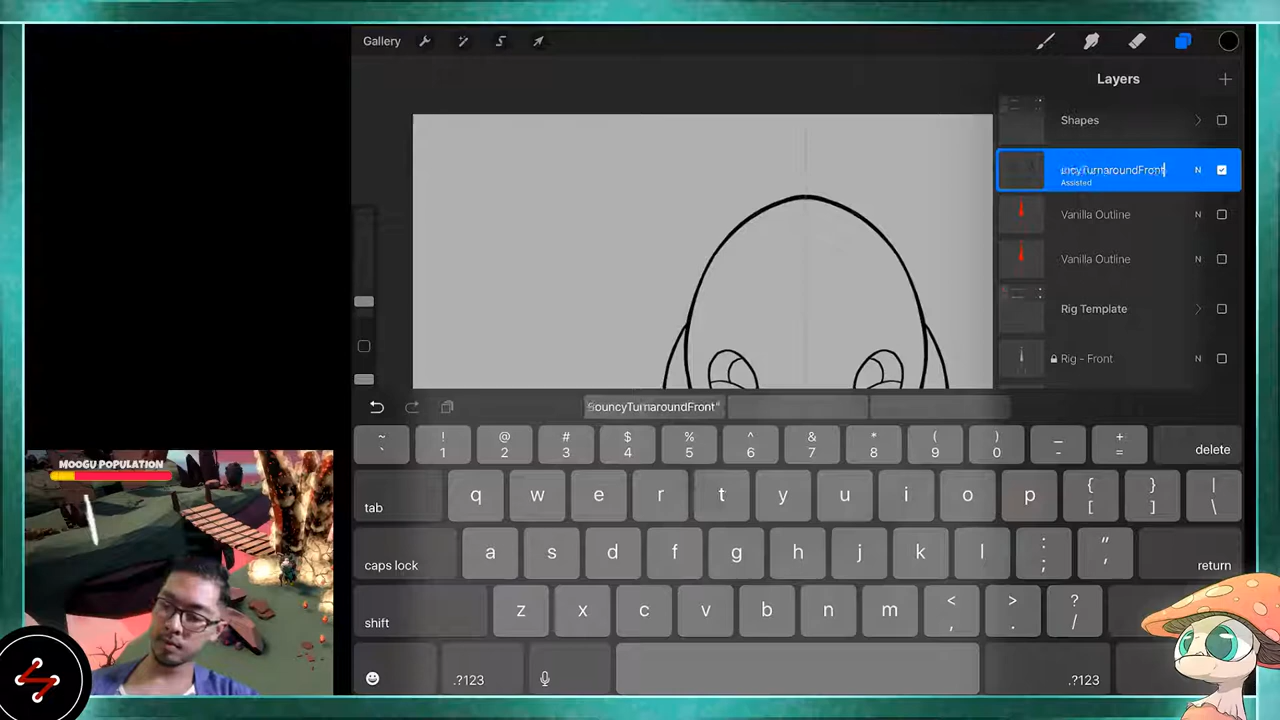 Gallery
Layers
Shapes
uncyTurnaroundFront N
Assisted
Vanilla Outline N
Vanilla Outline N
Rig Template
Rig - Front N
"BouncyTurnaroundFront"
~ ! @ # $ % ^ & * ( ) _ +
` 1 2 3 4 5 6 7 8 9 0 - = delete
tab q w e r t y u i o p { [ } ] | \
caps lock a s d f g h j k l : ; " ' return
shift z x c v b n m < , > . ? /
.?123 .?123
MOOGU POPULATION